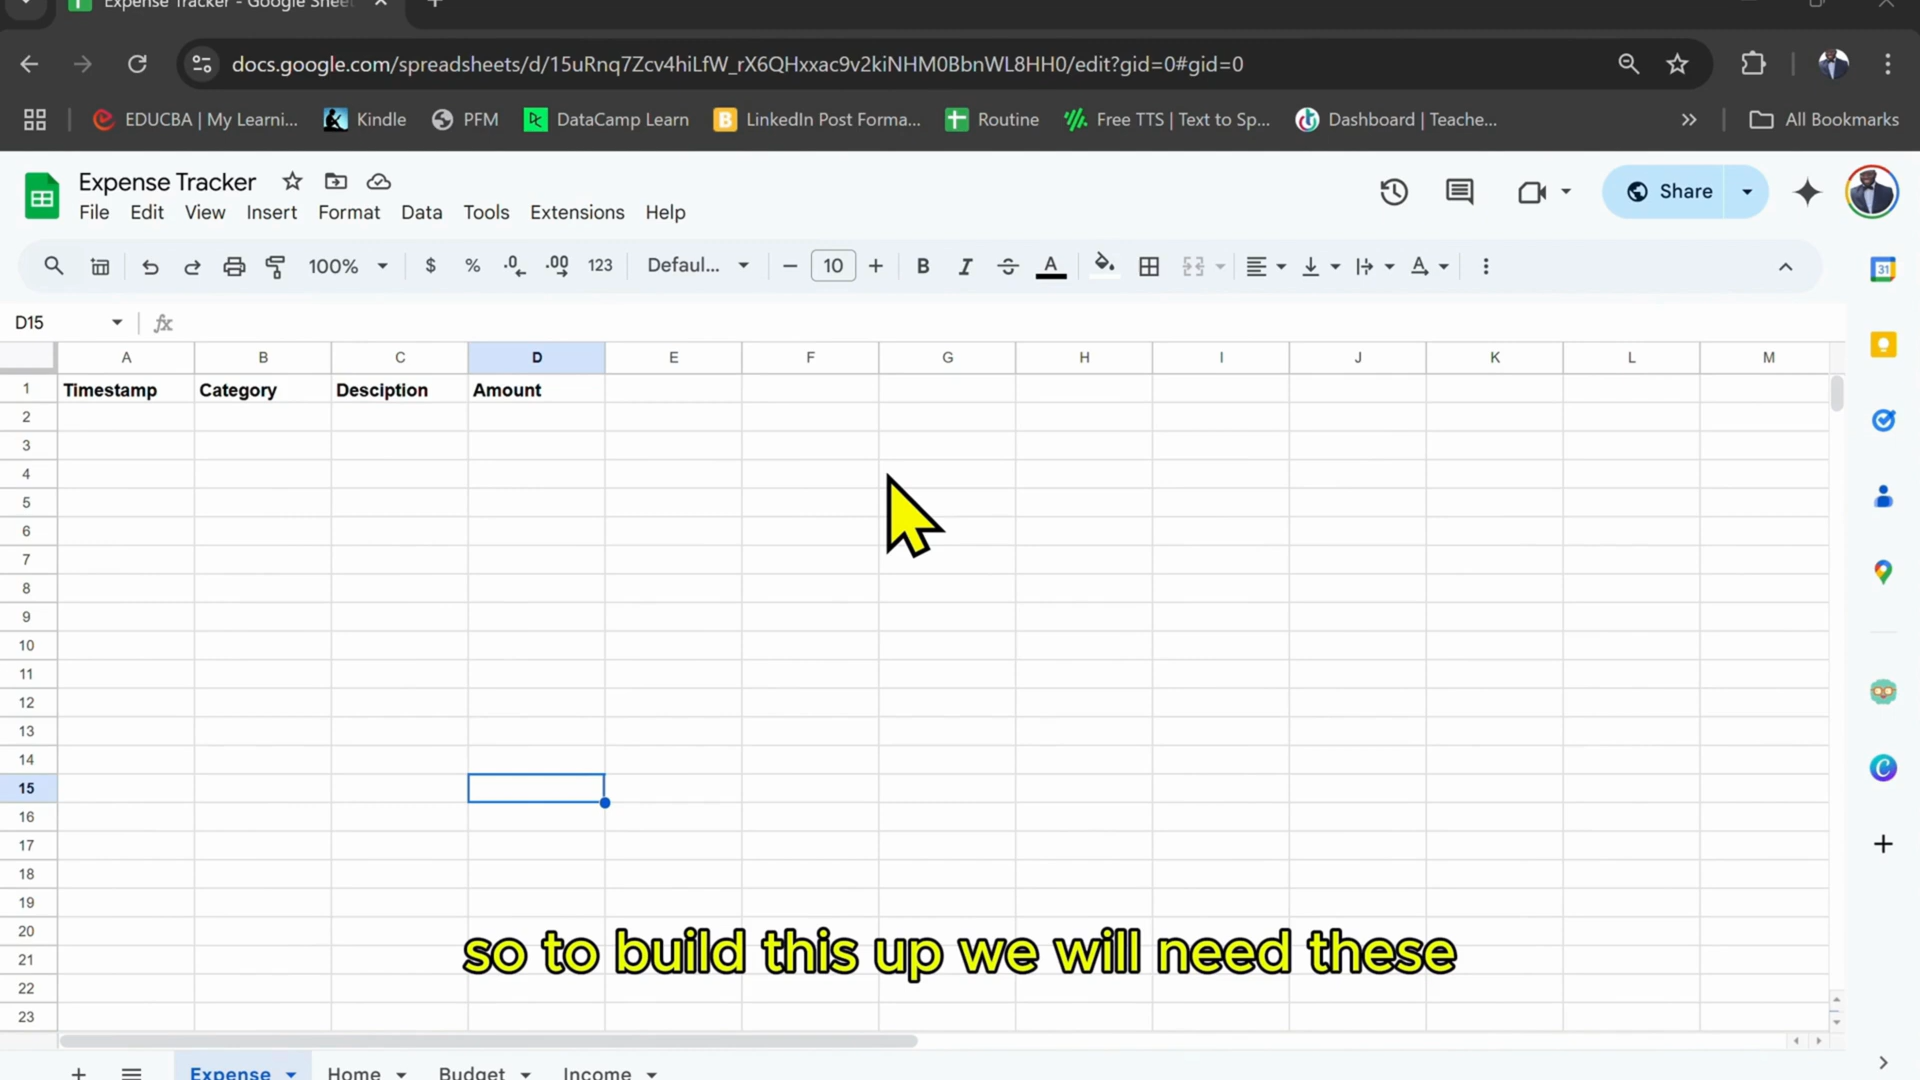 Expense Tracker - Google Sheet
docs.google.com/spreadsheets/d/15uRnq7Zcv4hiLfW_rX6QHxxac9v2kiNHM0BbnWL8HH0/edit?gid=0#gid=0
EDUCBA | My Learni... Kindle PFM DataCamp Learn LinkedIn Post Forma... Routine Free TTS | Text to Sp... Dashboard | Teache... All Bookmarks
Expense Tracker
File Edit View Insert Format Data Tools Extensions Help
Share
100% $ % .0 .00 123 Defaul... 10 B I S A
D15 fx
A B C D E F G H I J K L M
1 Timestamp Category Desciption Amount
2
3
4
5
6
7
8
9
10
11
12
13
14
15
16
17
18
19
20
21
22
23
so to build this up we will need these
Expense Home Budget Income